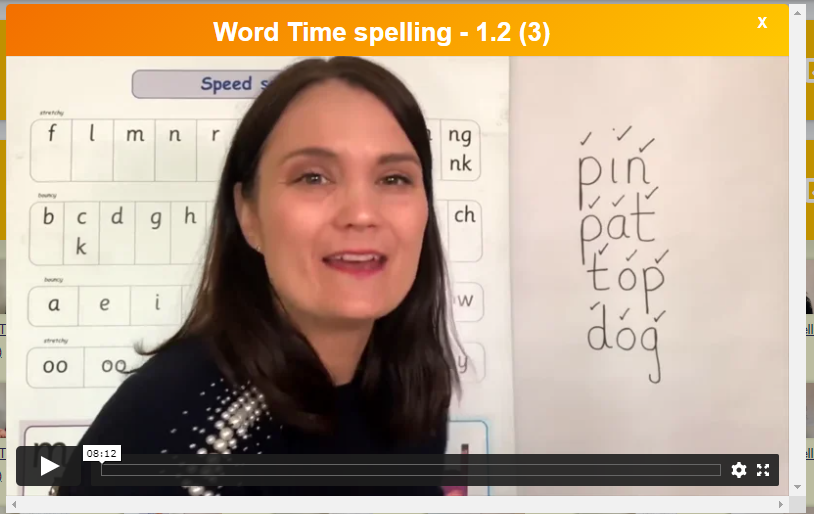 Word Time spelling - 1.2 (3)
x
Speed
stretchy
f l m n r ng
nk
bouncy
b c d g h ch
k
bouncy
a e i ow
stretchy
oo oo y
m
pin
pat
top
dog
08:12